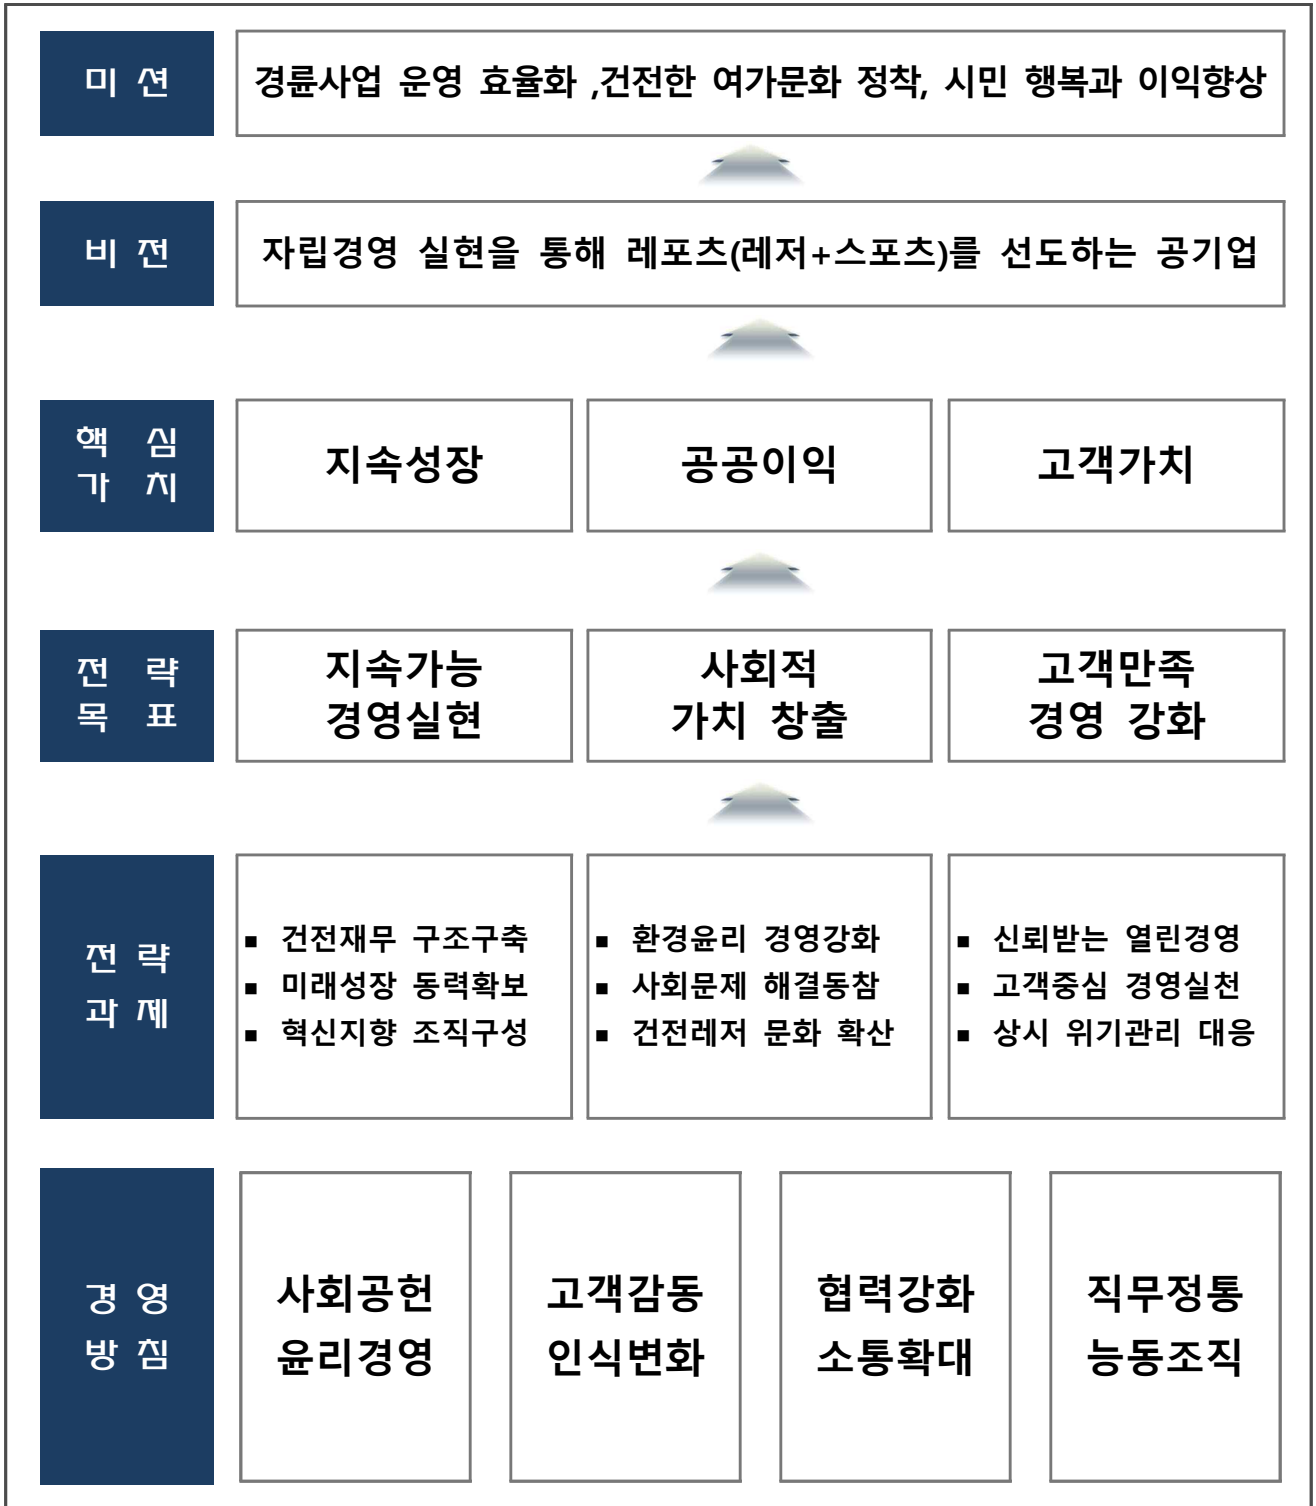 미 션
경륜사업 운영 효율화 ,건전한 여가문화 정착, 시민 행복과 이익향상
비 전
자립경영 실현을 통해 레포츠(레저+스포츠)를 선도하는 공기업
핵 심
가 치
지속성장
공공이익
고객가치
전 략
목 표
지속가능
경영실현
사회적
가치 창출
고객만족
경영 강화
전 략
과 제
▪ 건전재무 구조구축
▪ 미래성장 동력확보
▪ 혁신지향 조직구성
▪ 환경윤리 경영강화
▪ 사회문제 해결동참
▪ 건전레저 문화 확산
▪ 신뢰받는 열린경영
▪ 고객중심 경영실천
▪ 상시 위기관리 대응
경 영
방 침
사회공헌
윤리경영
고객감동
인식변화
협력강화
소통확대
직무정통
능동조직